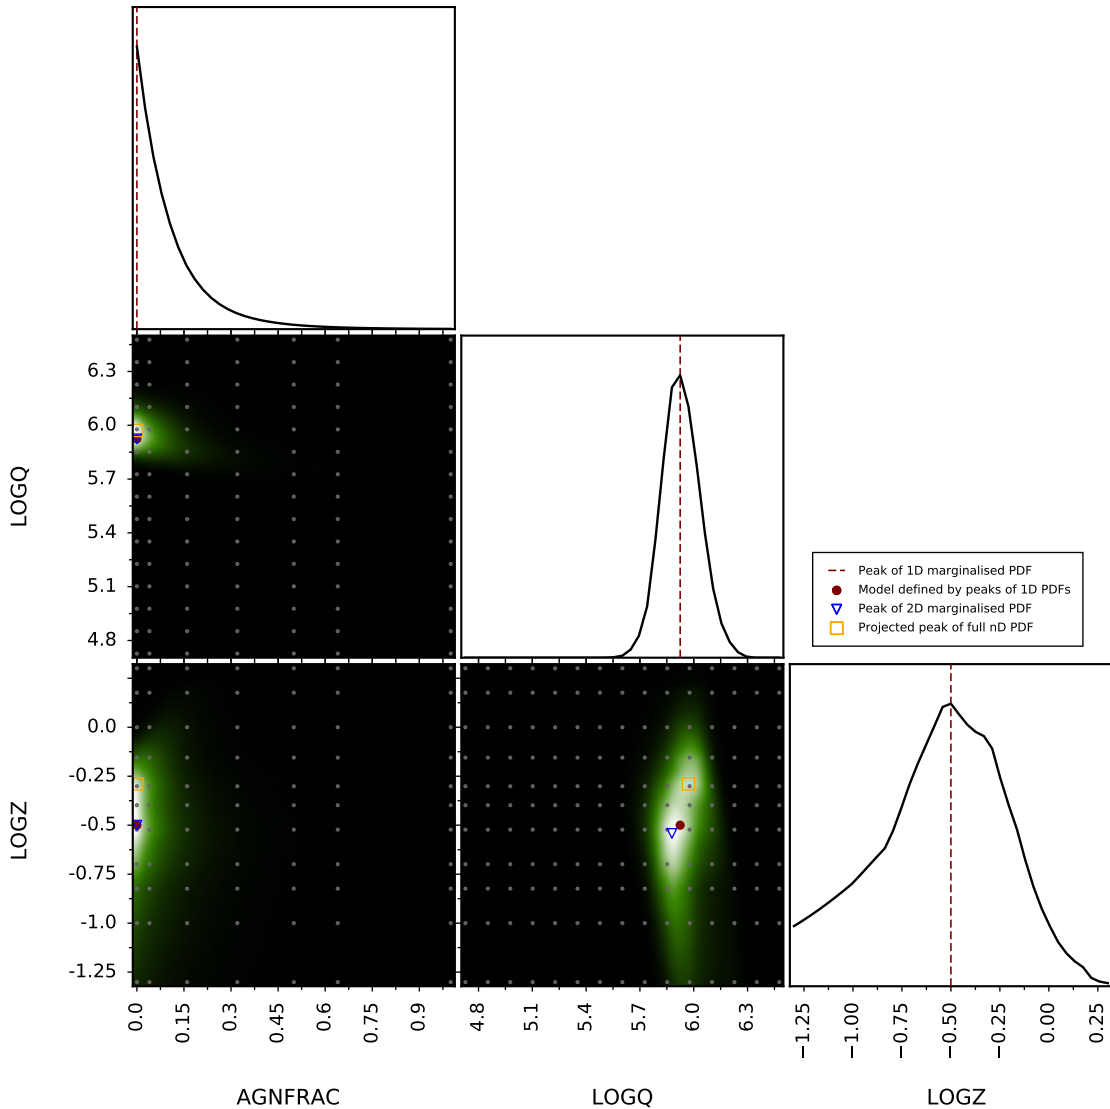 6.3
6.0
5.7
5.4
5.1
4.8
LOGQ
Peak of 1D marginalised PDF
Model defined by peaks of 1D PDFs
Peak of 2D marginalised PDF
Projected peak of full nD PDF
0.0
-0.25
-0.5
-0.75
-1.0
-1.25
LOGZ
0.0 0.15 0.3 0.45 0.6 0.75 0.9
4.8 5.1 5.4 5.7 6.0 6.3
−1.25 −1.00 −0.75 −0.50 −0.25 0.00 0.25
AGNFRAC LOGQ LOGZ